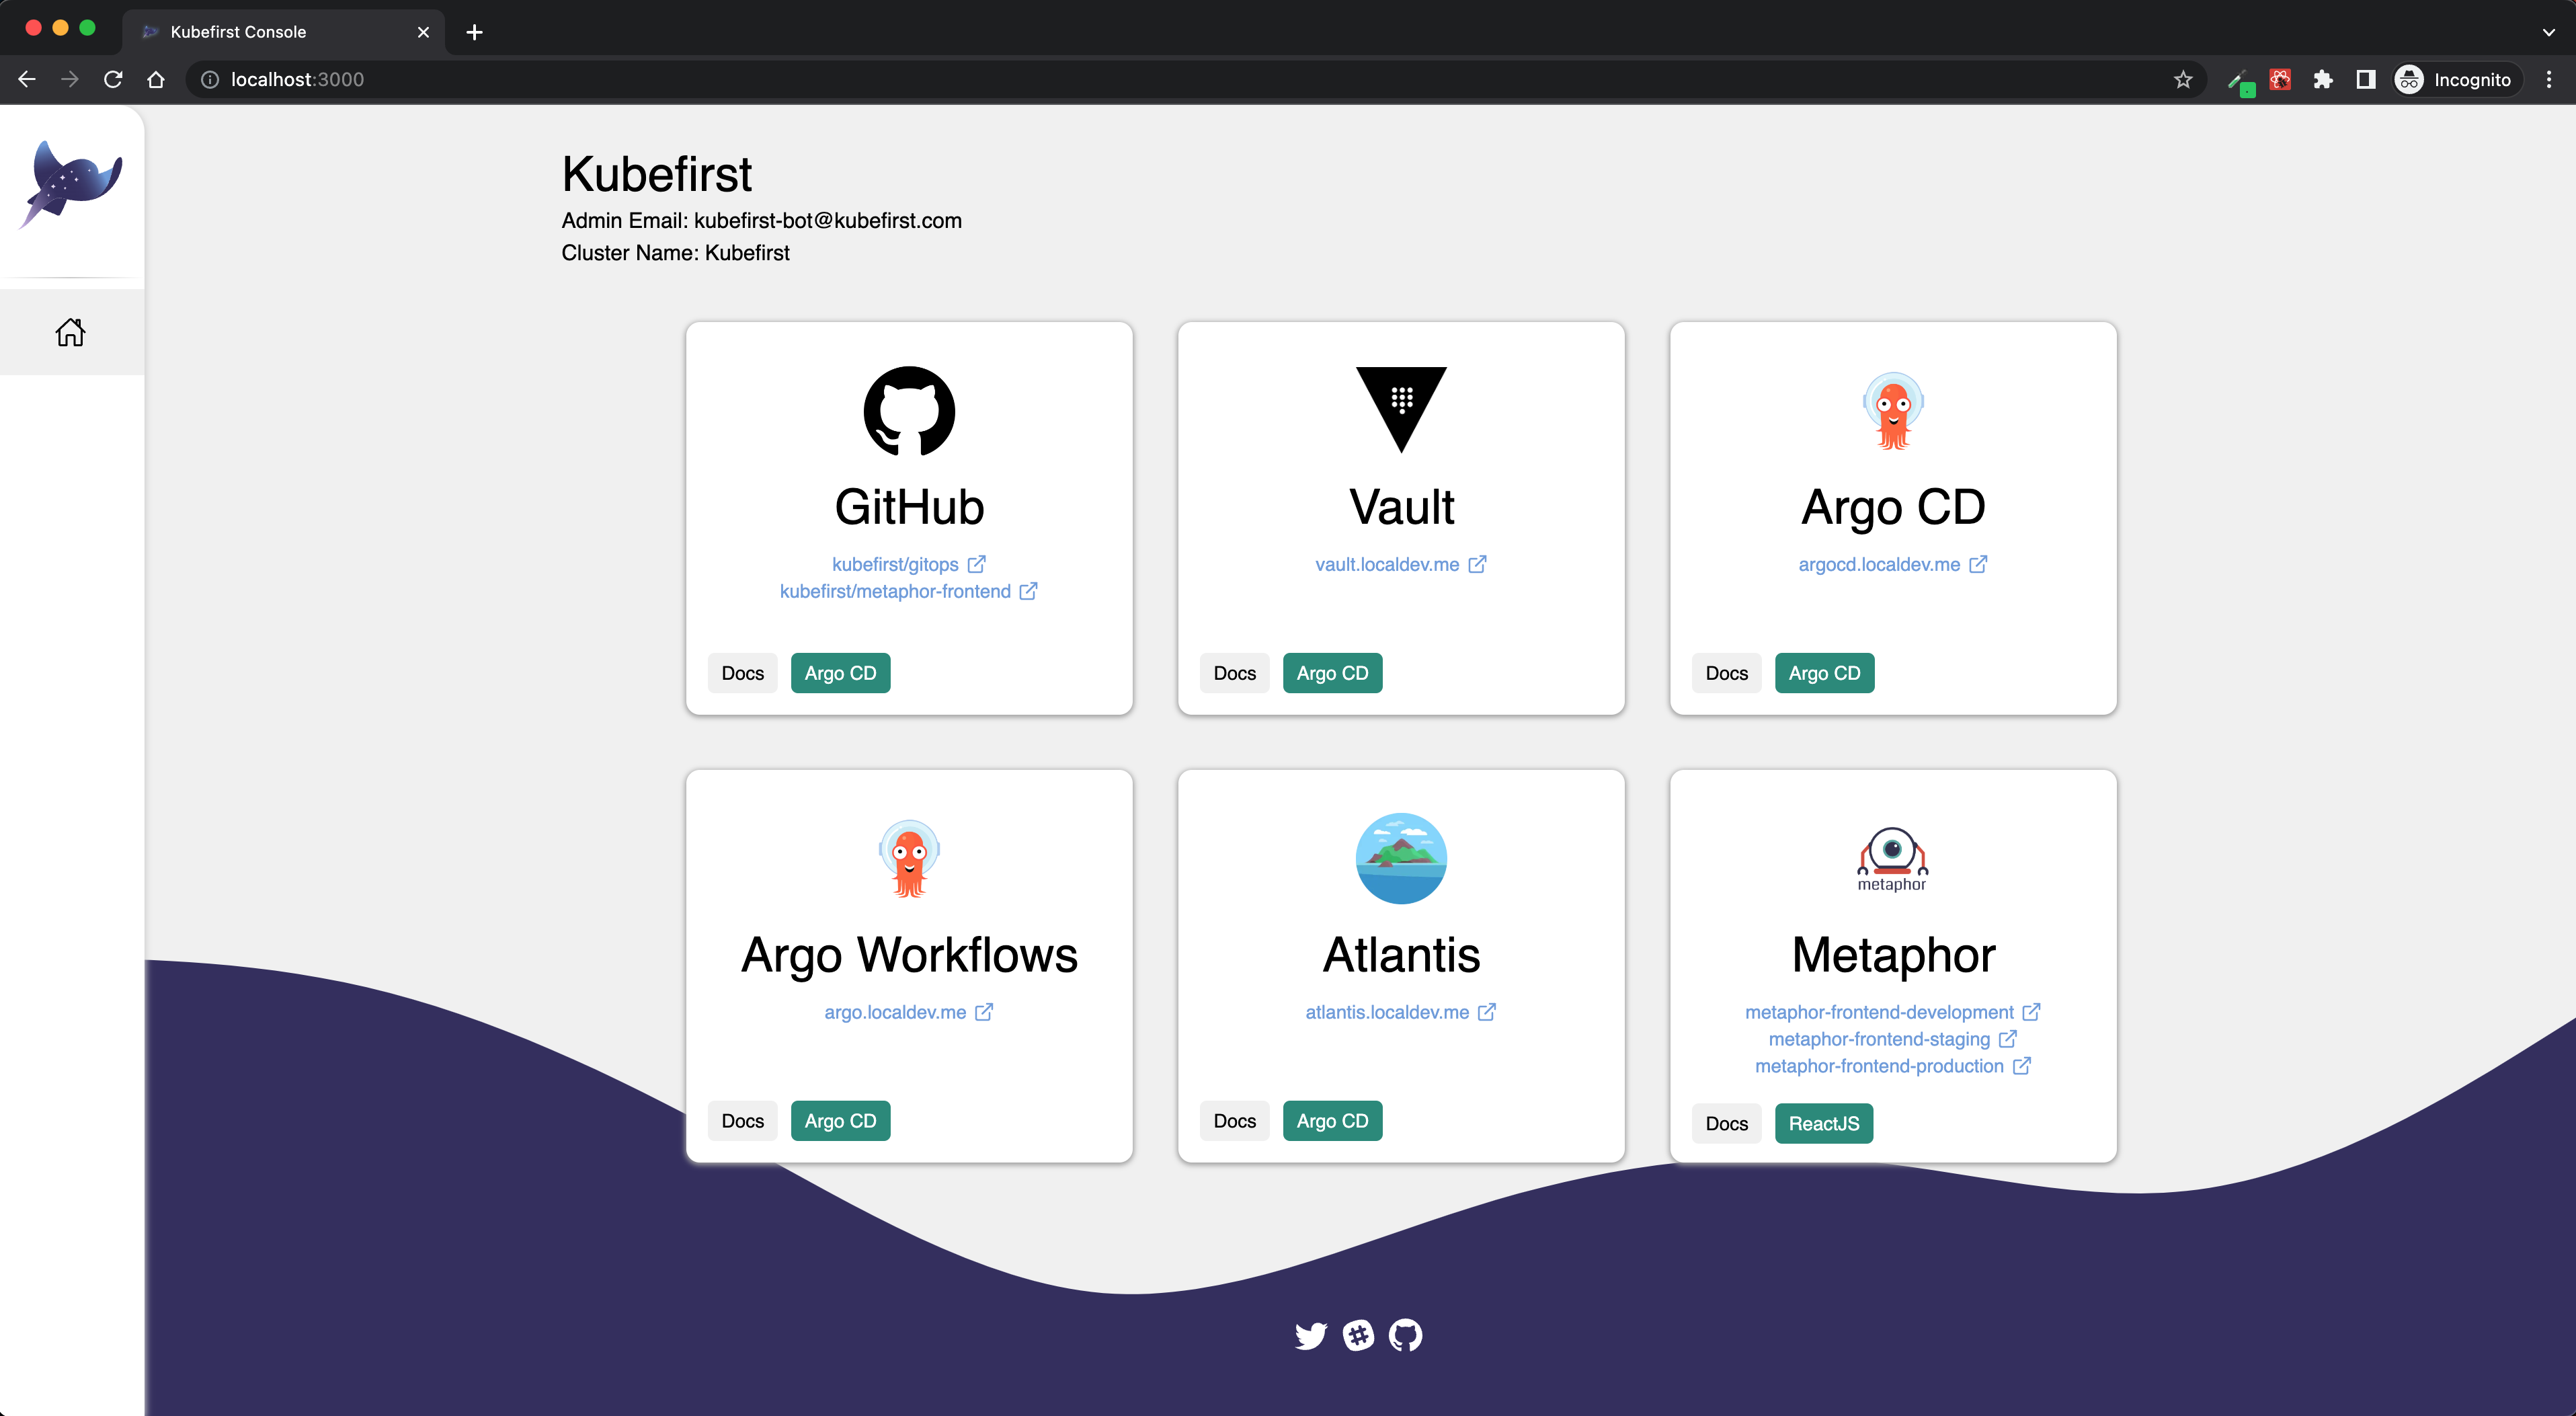 Kubefirst Console
localhost:3000
Incognito
Kubefirst
Admin Email: kubefirst-bot@kubefirst.com
Cluster Name: Kubefirst
GitHub
kubefirst/gitops
kubefirst/metaphor-frontend
Docs Argo CD
Vault
vault.localdev.me
Docs Argo CD
Argo CD
argocd.localdev.me
Docs Argo CD
Argo Workflows
argo.localdev.me
Docs Argo CD
Atlantis
atlantis.localdev.me
Docs Argo CD
metaphor
Metaphor
metaphor-frontend-development
metaphor-frontend-staging
metaphor-frontend-production
Docs ReactJS